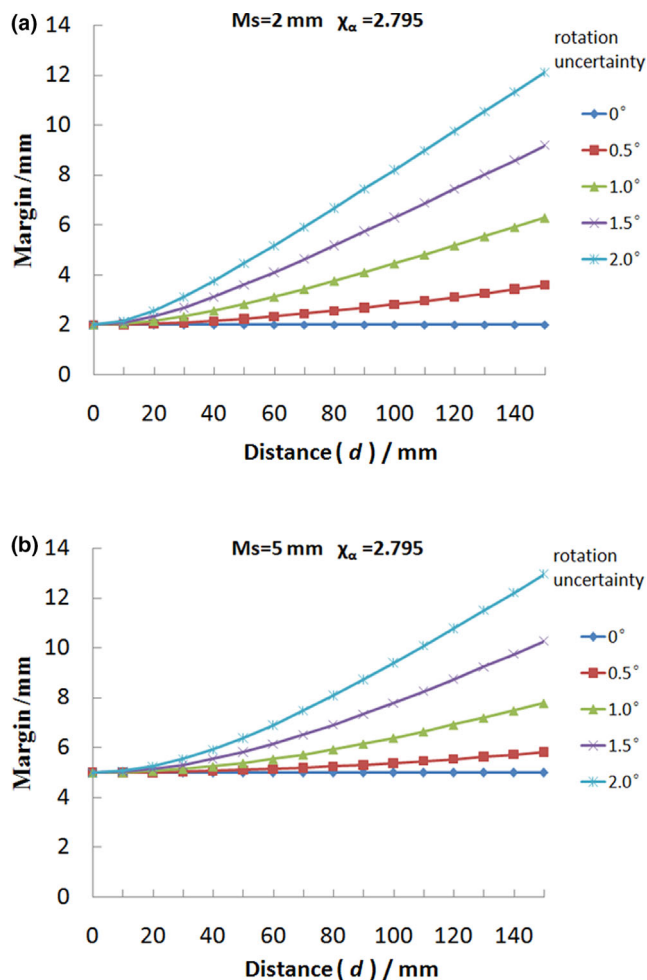 (a)
Ms=2 mm χα=2.795
rotation
uncertainty
14
12
10
8
6
4
2
0
Margin /mm
0°
0.5°
1.0°
1.5°
2.0°
0 20 40 60 80 100 120 140
Distance ( d ) / mm
(b)
Ms=5 mm χα=2.795
rotation
uncertainty
14
12
10
8
6
4
2
0
Margin /mm
0°
0.5°
1.0°
1.5°
2.0°
0 20 40 60 80 100 120 140
Distance ( d ) / mm